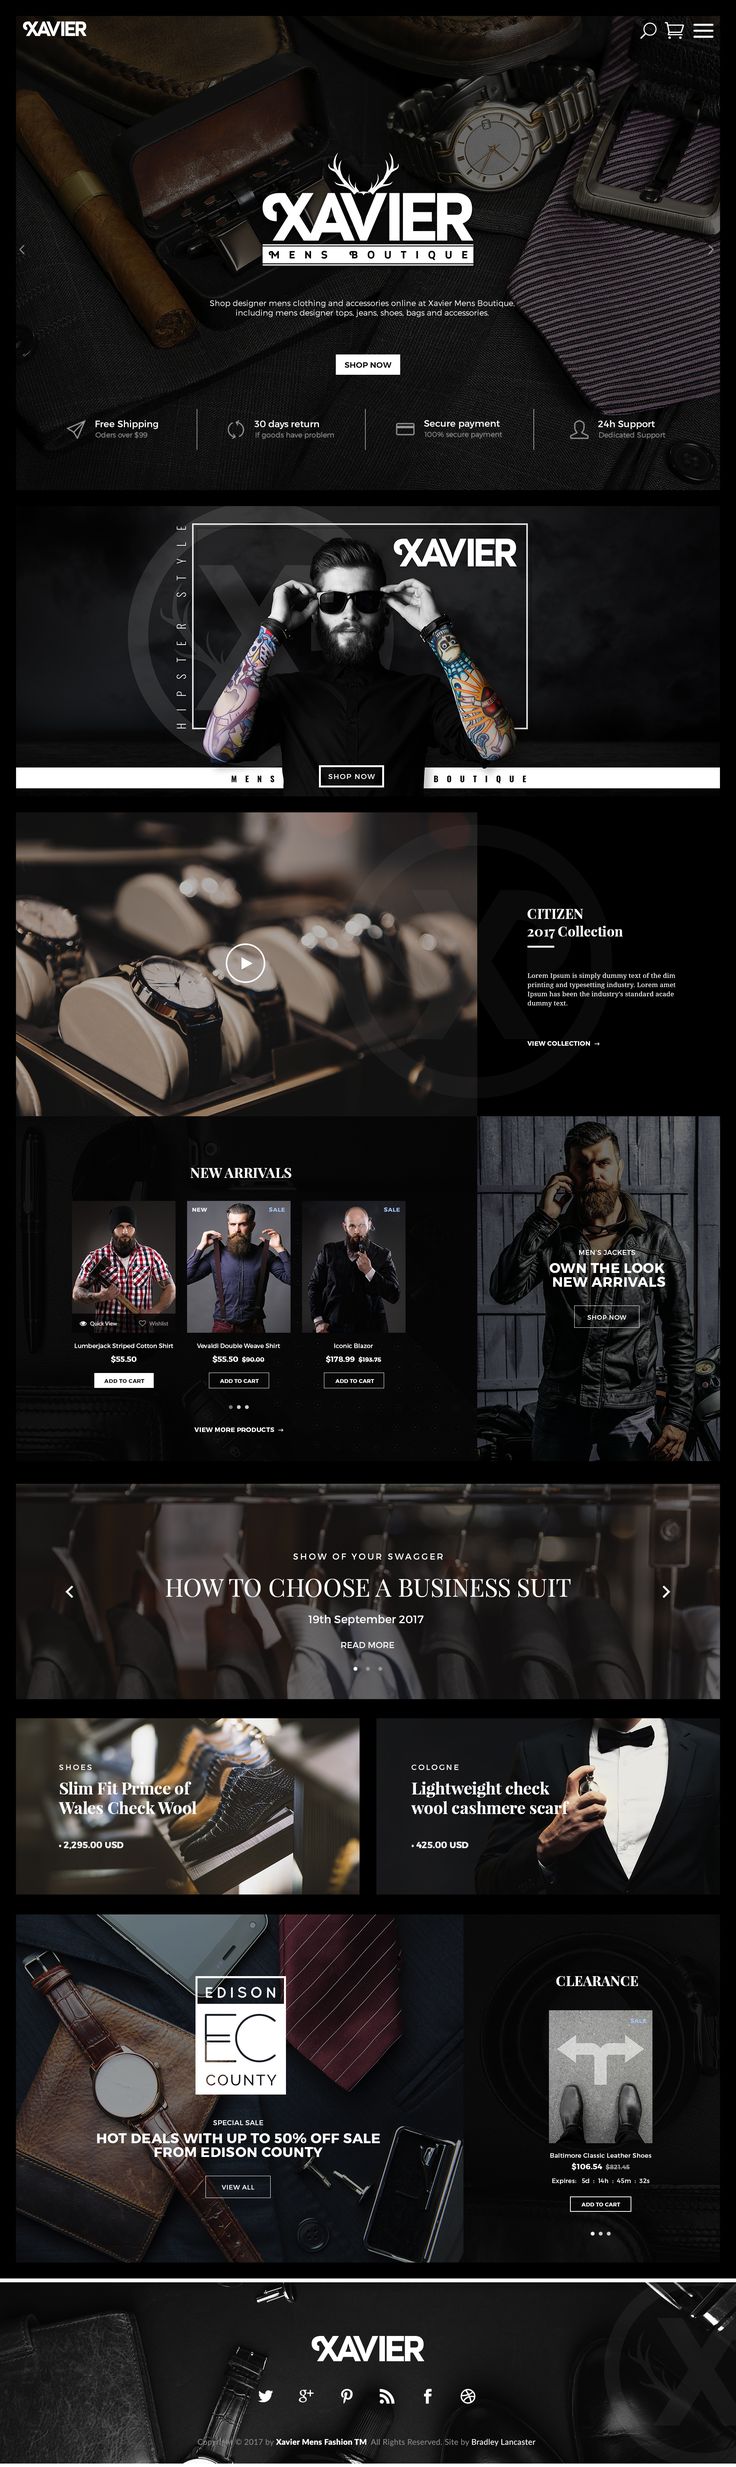 XAVIER
XAVIER
MENS BOUTIQUE
Shop designer mens clothing and accessories online at Xavier Mens Boutique,
including mens designer tops, jeans, shoes, bags and accessories.
SHOP NOW
Free Shipping
Oders over $99
30 days return
If goods have problem
Secure payment
100% secure payment
24h Support
Dedicated Support
HIPSTER STYLE
XAVIER
MENS
SHOP NOW
BOUTIQUE
CITIZEN
2017 Collection
Lorem Ipsum is simply dummy text of the dim
printing and typesetting industry. Lorem amet
Ipsum has been the industry's standard acade
dummy text.
VIEW COLLECTION →
NEW ARRIVALS
NEW
SALE
SALE
Quick View
Wishlist
Lumberjack Striped Cotton Shirt
$55.50
ADD TO CART
Vevaldi Double Weave Shirt
$55.50 $90.00
ADD TO CART
Iconic Blazor
$178.99 $193.75
ADD TO CART
VIEW MORE PRODUCTS →
MEN'S JACKETS
OWN THE LOOK
NEW ARRIVALS
SHOP NOW
SHOW OF YOUR SWAGGER
HOW TO CHOOSE A BUSINESS SUIT
19th September 2017
READ MORE
SHOES
Slim Fit Prince of
Wales Check Wool
• 2,295.00 USD
COLOGNE
Lightweight check
wool cashmere scarf
• 425.00 USD
EDISON
EC
COUNTY
SPECIAL SALE
HOT DEALS WITH UP TO 50% OFF SALE
FROM EDISON COUNTY
VIEW ALL
CLEARANCE
SALE
Baltimore Classic Leather Shoes
$106.54 $821.45
Expires: 5d : 14h : 45m : 32s
ADD TO CART
XAVIER
Copyright © 2017 by Xavier Mens Fashion TM All Rights Reserved. Site by Bradley Lancaster